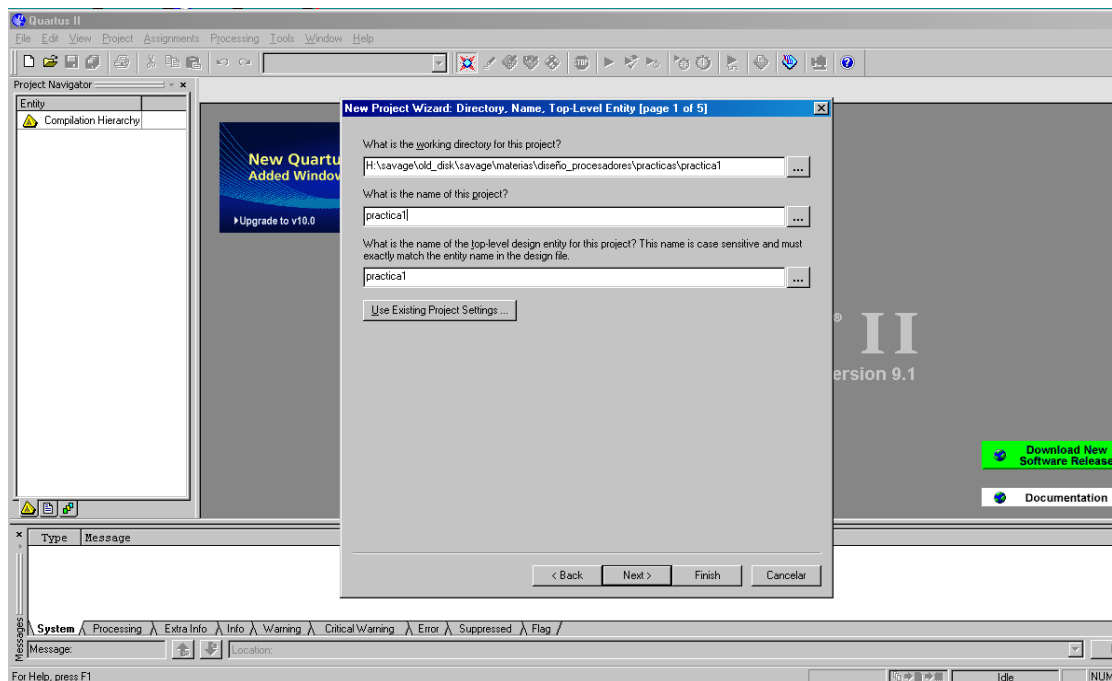 Quartus II
File Edit View Project Assignments Processing Tools Window Help
Project Navigator
Entity
Compilation Hierarchy
New Quartu
Added Window
Upgrade to v10.0
New Project Wizard: Directory, Name, Top-Level Entity [page 1 of 5]
What is the working directory for this project?
H:\savage\old_disk\savage\materias\diseño_procesadores\practicas\practica1
...
What is the name of this project?
practica1
...
What is the name of the top-level design entity for this project? This name is case sensitive and must
exactly match the entity name in the design file.
practica1
...
Use Existing Project Settings ...
® II
ersion 9.1
Download New
Software Release
Documentation
< Back Next > Finish Cancelar
Type Message
Messages
System Processing Extra Info Info Warning Critical Warning Error Suppressed Flag
Message: Location:
For Help, press F1 Idle NUM